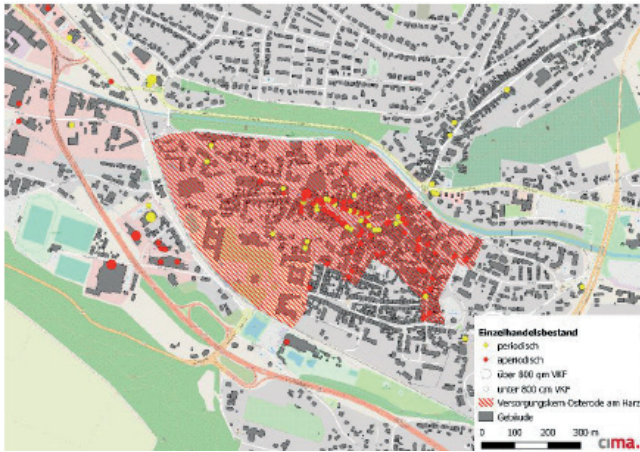 Einzelhandelsbestand
periodisch
aperiodisch
über 800 qm VKF
unter 800 qm VKF
Versorgungskern Osterode am Harz
Gebäude
0 100 200 300 m
cima.